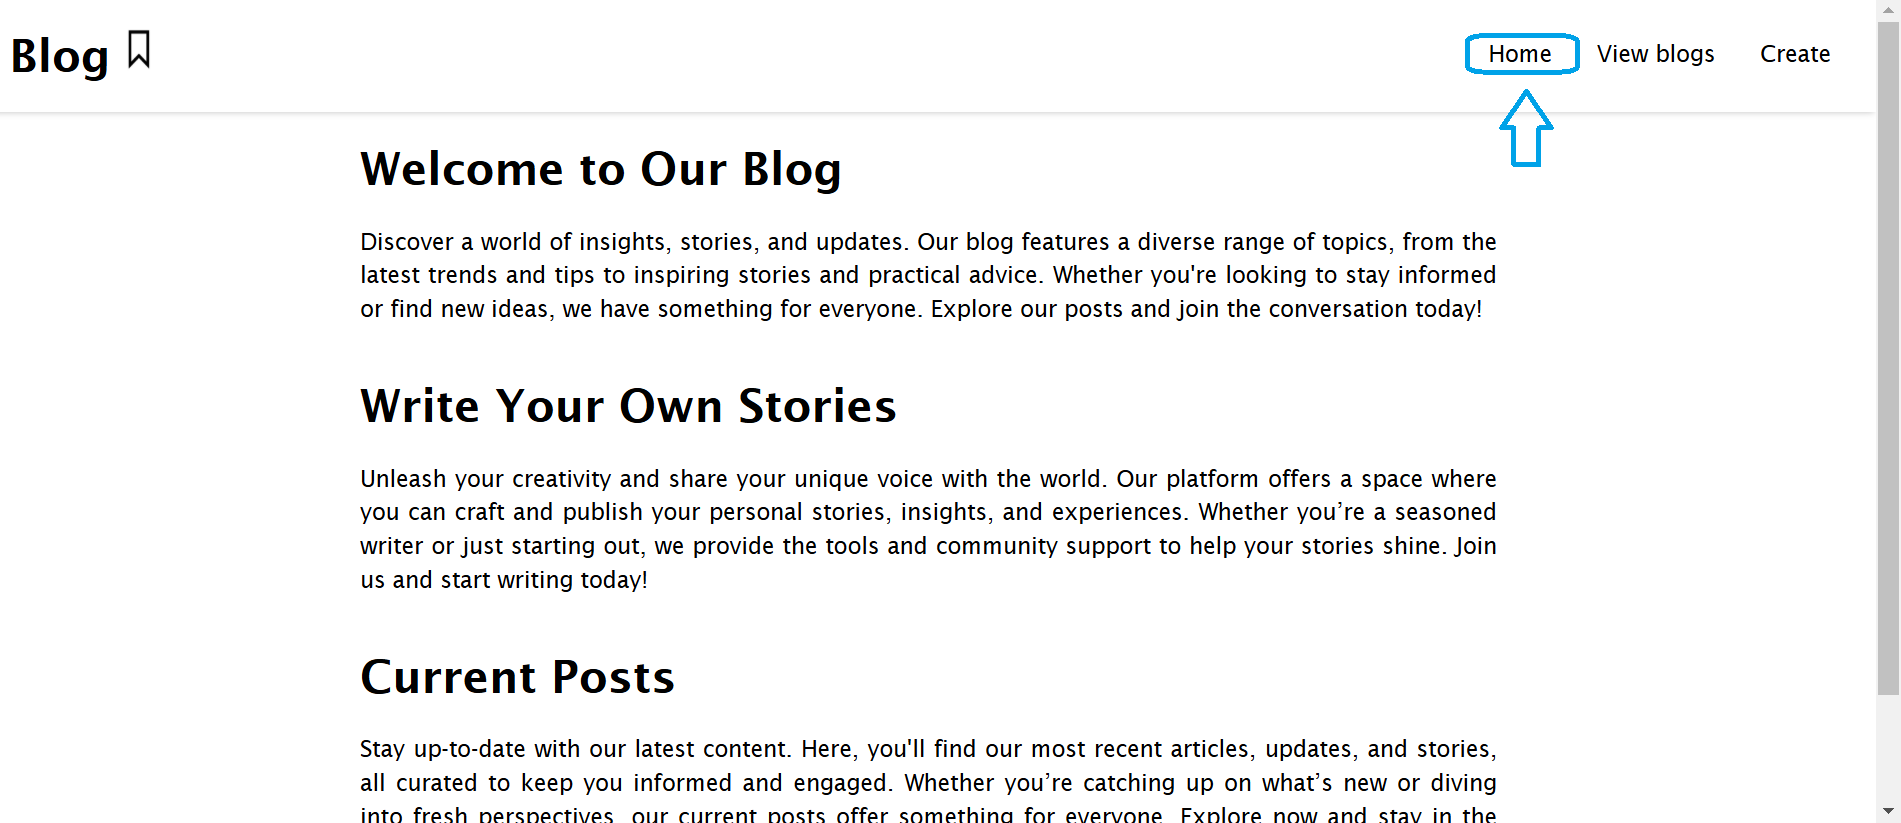 Blog
Home View blogs Create
Welcome to Our Blog
Discover a world of insights, stories, and updates. Our blog features a diverse range of topics, from the
latest trends and tips to inspiring stories and practical advice. Whether you're looking to stay informed
or find new ideas, we have something for everyone. Explore our posts and join the conversation today!
Write Your Own Stories
Unleash your creativity and share your unique voice with the world. Our platform offers a space where
you can craft and publish your personal stories, insights, and experiences. Whether you’re a seasoned
writer or just starting out, we provide the tools and community support to help your stories shine. Join
us and start writing today!
Current Posts
Stay up-to-date with our latest content. Here, you'll find our most recent articles, updates, and stories,
all curated to keep you informed and engaged. Whether you’re catching up on what’s new or diving
into fresh perspectives, our current posts offer something for everyone. Explore now and stay in the